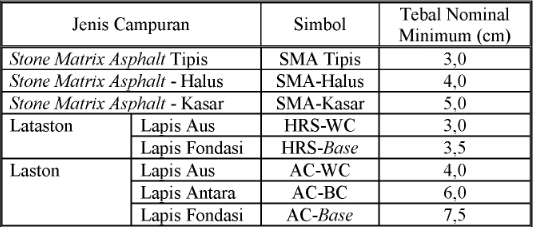 Jenis Campuran Simbol Tebal Nominal
Minimum (cm)
Stone Matrix Asphalt Tipis SMA Tipis 3,0
Stone Matrix Asphalt - Halus SMA-Halus 4,0
Stone Matrix Asphalt - Kasar SMA-Kasar 5,0
Lataston Lapis Aus HRS-WC 3,0
Lapis Fondasi HRS-Base 3,5
Laston Lapis Aus AC-WC 4,0
Lapis Antara AC-BC 6,0
Lapis Fondasi AC-Base 7,5